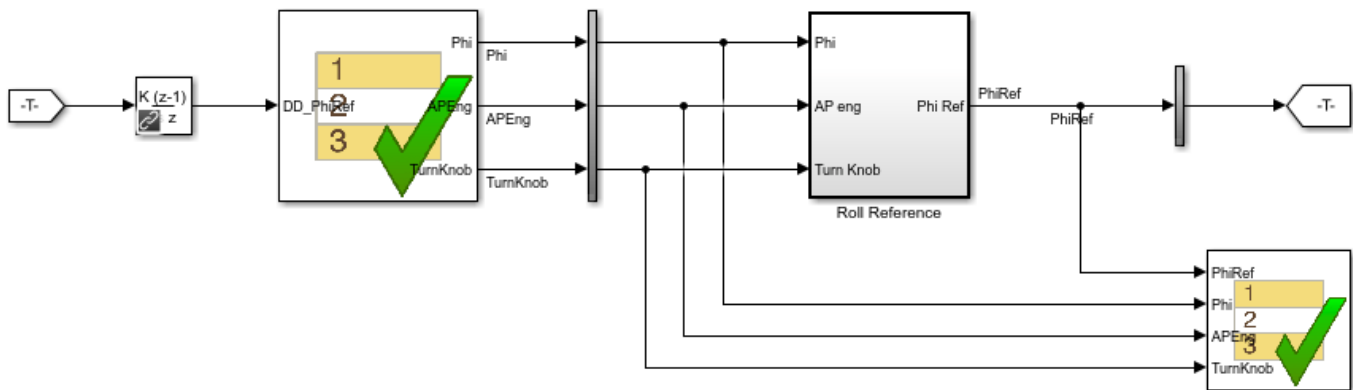 -T-
K (z-1)
z
DD_PhiRef
1
2
3
Phi
APEng
TurnKnob
Phi
APEng
TurnKnob
Phi
AP eng
Turn Knob
Phi Ref
Roll Reference
PhiRef
PhiRef
-T-
PhiRef
Phi
APEng
TurnKnob
1
2
3